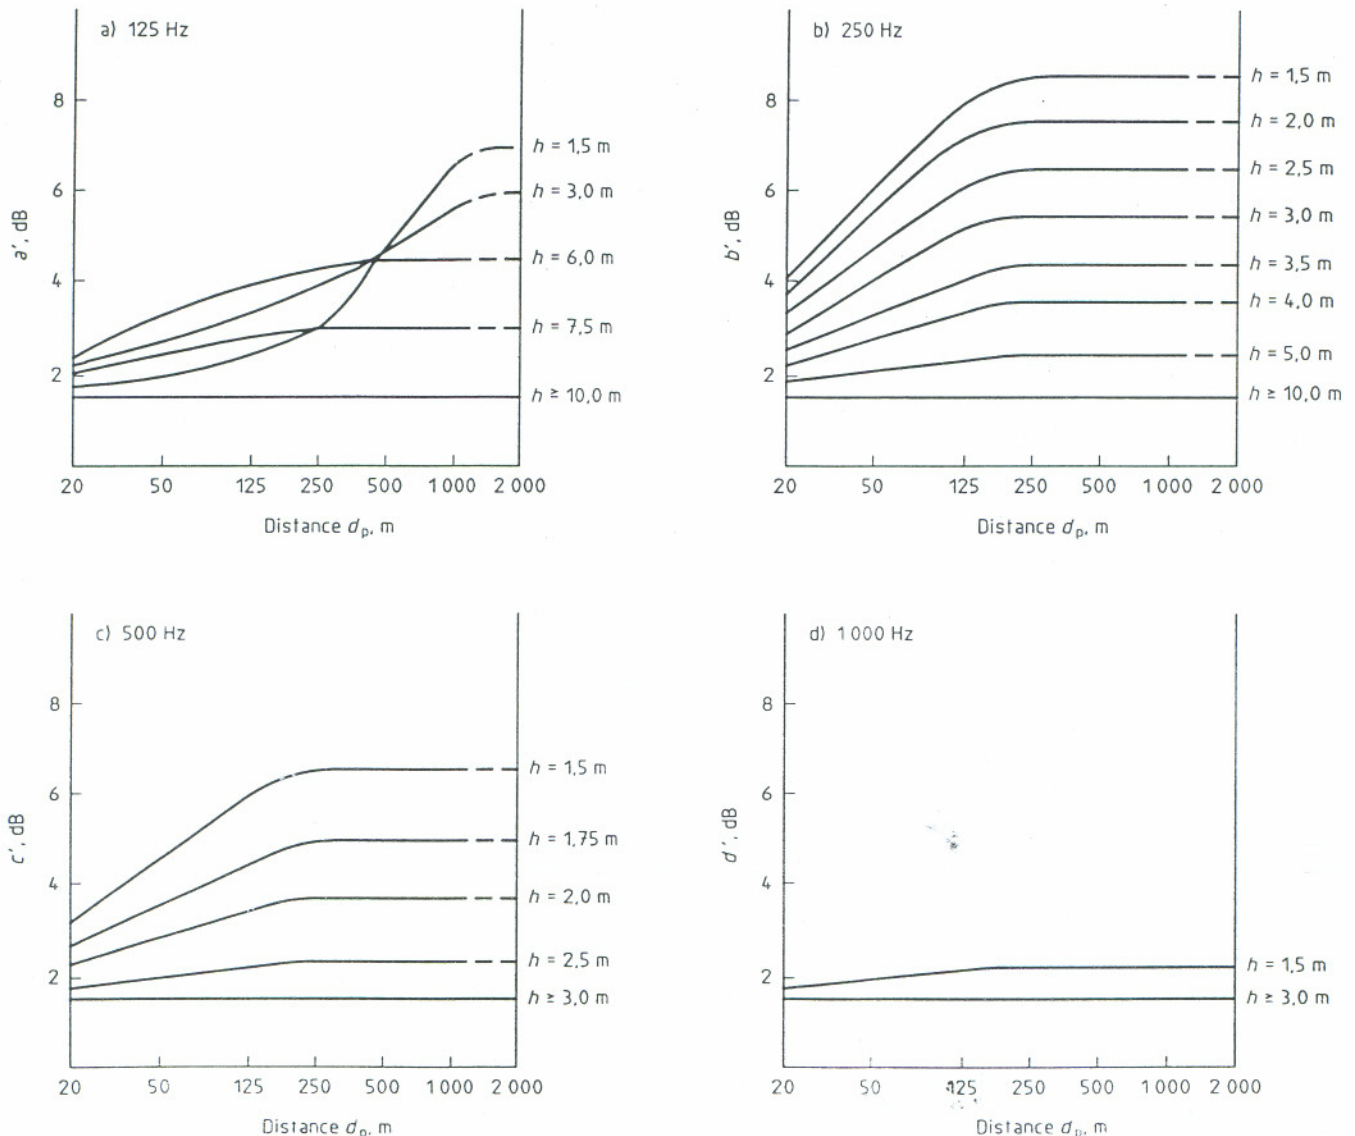 a) 125 Hz
8
6
4
2
a′, dB
h = 1,5 m
h = 3,0 m
h = 6,0 m
h = 7,5 m
h ≥ 10,0 m
20 50 125 250 500 1 000 2 000
Distance dp, m
b) 250 Hz
8
6
4
2
b′, dB
h = 1,5 m
h = 2,0 m
h = 2,5 m
h = 3,0 m
h = 3,5 m
h = 4,0 m
h = 5,0 m
h ≥ 10,0 m
20 50 125 250 500 1 000 2 000
Distance dp, m
c) 500 Hz
8
6
4
2
c′, dB
h = 1,5 m
h = 1,75 m
h = 2,0 m
h = 2,5 m
h ≥ 3,0 m
20 50 125 250 500 1 000 2 000
Distance dp, m
d) 1 000 Hz
8
6
4
2
d′, dB
h = 1,5 m
h ≥ 3,0 m
20 50 125 250 500 1 000 2 000
Distance dp, m